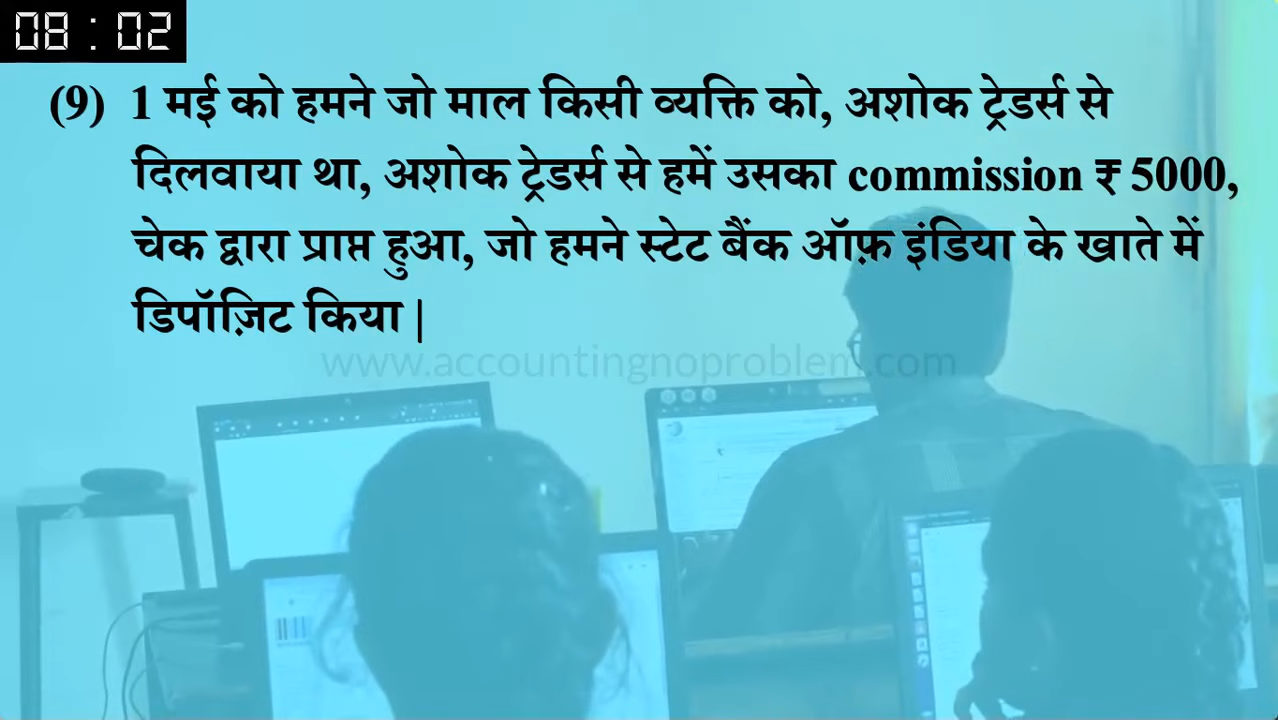 08 : 02
(9) 1 मई को हमने जो माल किसी व्यक्ति को, अशोक ट्रेडर्स से
दिलवाया था, अशोक ट्रेडर्स से हमें उसका commission ₹ 5000,
चेक द्वारा प्राप्त हुआ, जो हमने स्टेट बैंक ऑफ़ इंडिया के खाते में
डिपॉज़िट किया |
www.accountingnoproblem.com